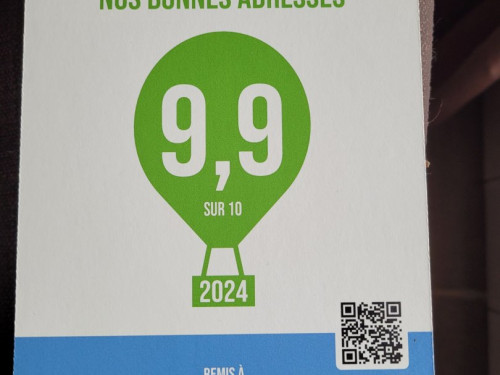 NOS BONNES ADRESSES
9,9
SUR 10
2024
REMIS À